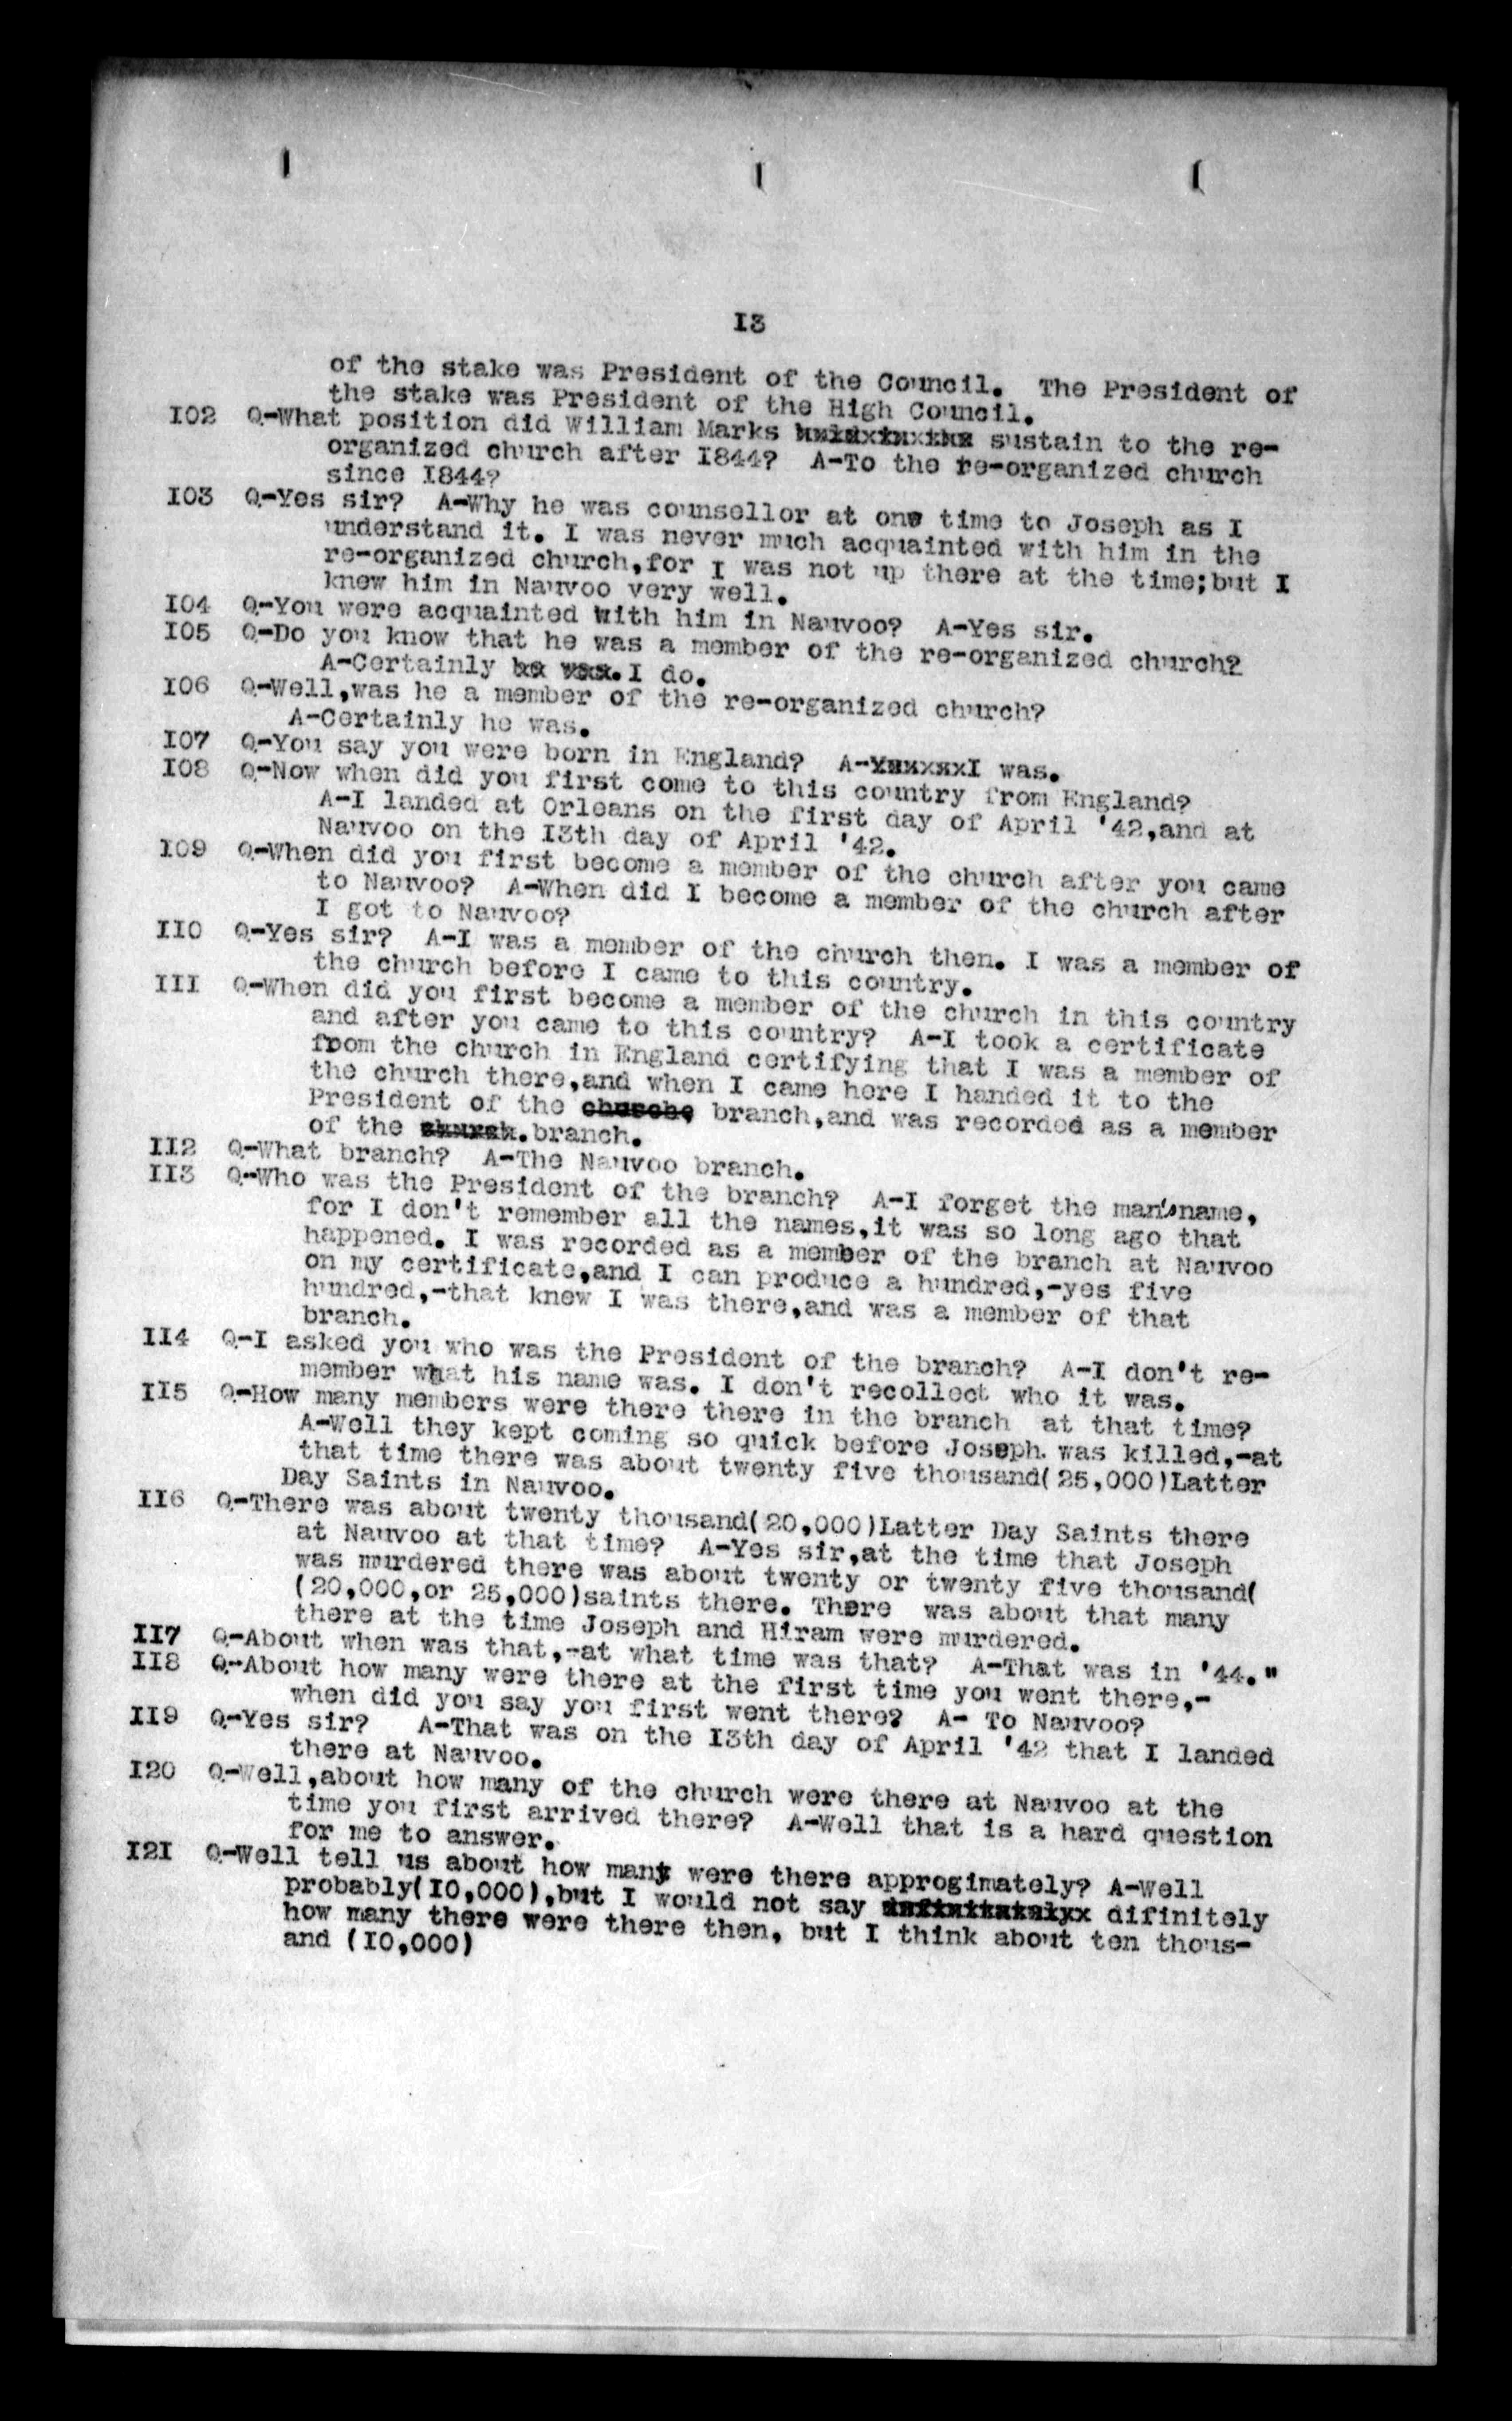 I3
of the stake was President of the Council. The President of
the stake was President of the High Council.
I02 Q-What position did William Marks sustain to the re-
organized church after I844? A-To the re-organized church
since I844?
I03 Q-Yes sir? A-Why he was counsellor at one time to Joseph as I
understand it. I was never much acquainted with him in the
re-organized church,for I was not up there at the time;but I
knew him in Nauvoo very well.
I04 Q-You were acquainted with him in Nauvoo? A-Yes sir.
I05 Q-Do you know that he was a member of the re-organized church?
A-Certainly I do.
I06 Q-Well,was he a member of the re-organized church?
A-Certainly he was.
I07 Q-You say you were born in England? A-I was.
I08 Q-Now when did you first come to this country from England?
A-I landed at Orleans on the first day of April '42,and at
Nauvoo on the I3th day of April '42.
I09 Q-When did you first become a member of the church after you came
to Nauvoo? A-When did I become a member of the church after
I got to Nauvoo?
II0 Q-Yes sir? A-I was a member of the church then. I was a member of
the church before I came to this country.
III Q-When did you first become a member of the church in this country
and after you came to this country? A-I took a certificate
from the church in England certifying that I was a member of
the church there,and when I came here I handed it to the
President of the branch,and was recorded as a member
of the branch.
II2 Q-What branch? A-The Nauvoo branch.
II3 Q-Who was the President of the branch? A-I forget the man's name,
for I don't remember all the names,it was so long ago that
happened. I was recorded as a member of the branch at Nauvoo
on my certificate,and I can produce a hundred,-yes five
hundred,-that knew I was there,and was a member of that
branch.
II4 Q-I asked you who was the President of the branch? A-I don't re-
member what his name was. I don't recollect who it was.
II5 Q-How many members were there there in the branch at that time?
A-Well they kept coming so quick before Joseph was killed,-at
that time there was about twenty five thousand(25,000)Latter
Day Saints in Nauvoo.
II6 Q-There was about twenty thousand(20,000)Latter Day Saints there
at Nauvoo at that time? A-Yes sir,at the time that Joseph
was murdered there was about twenty or twenty five thousand(
(20,000,or 25,000)saints there. There was about that many
there at the time Joseph and Hiram were murdered.
II7 Q-About when was that,-at what time was that? A-That was in '44."
II8 Q-About how many were there at the first time you went there,-
when did you say you first went there? A- To Nauvoo?
II9 Q-Yes sir? A-That was on the I3th day of April '42 that I landed
there at Nauvoo.
I20 Q-Well,about how many of the church were there at Nauvoo at the
time you first arrived there? A-Well that is a hard question
for me to answer.
I2I Q-Well tell us about how many were there approgimately? A-Well
probably(I0,000),but I would not say difinitely
how many there were there then, but I think about ten thous-
and (I0,000)